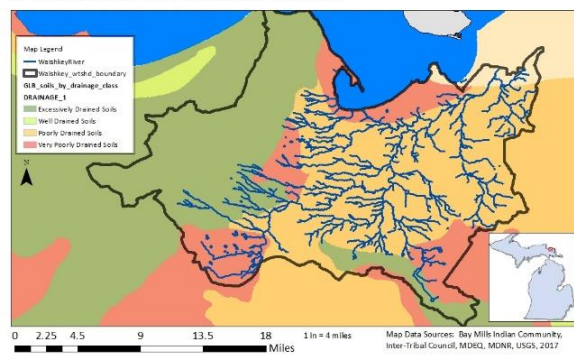 Map Legend
WaishkeyRiver
Waishkey_wtshd_boundary
GLB_soils_by_drainage_class
DRAINAGE_1
Excessively Drained Soils
Well Drained Soils
Poorly Drained Soils
Very Poorly Drained Soils
N
0 2.25 4.5 9 13.5 18
Miles
1 in = 4 miles
Map Data Sources: Bay Mills Indian Community,
Inter-Tribal Council, MDEQ, MDNR, USGS, 2017